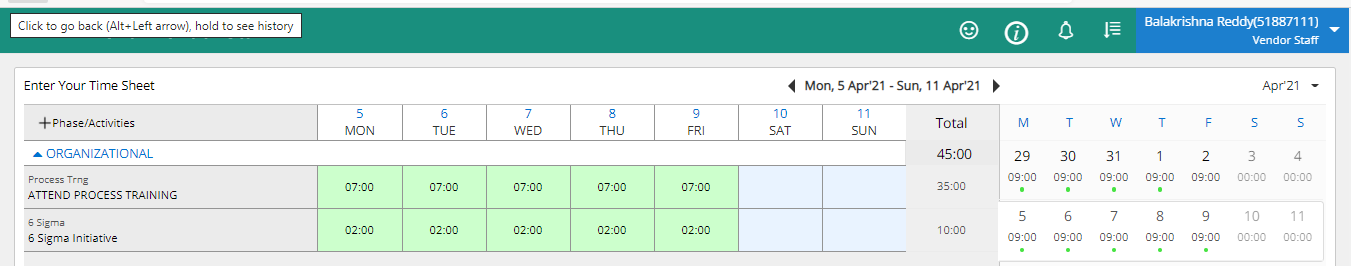 Click to go back (Alt+Left arrow), hold to see history
Balakrishna Reddy(51887111)
Vendor Staff
Enter Your Time Sheet
Mon, 5 Apr'21 - Sun, 11 Apr'21
Apr'21
Phase/Activities
5 6 7 8 9 10 11
MON TUE WED THU FRI SAT SUN
Total
M T W T F S S
ORGANIZATIONAL 45:00
29 30 31 1 2 3 4
09:00 09:00 09:00 09:00 09:00 00:00 00:00
Process Trng
ATTEND PROCESS TRAINING
07:00 07:00 07:00 07:00 07:00 35:00
6 Sigma
6 Sigma Initiative
02:00 02:00 02:00 02:00 02:00 10:00
5 6 7 8 9 10 11
09:00 09:00 09:00 09:00 09:00 00:00 00:00